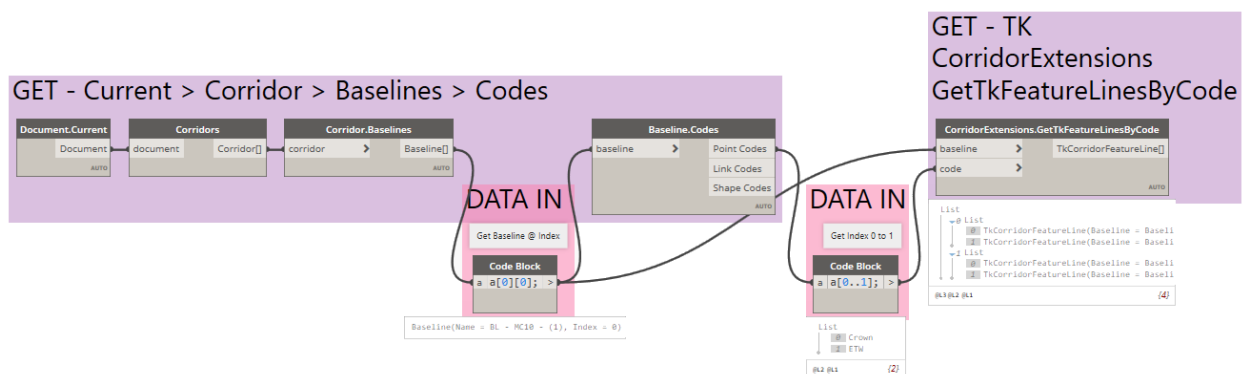 GET - TK
CorridorExtensions
GetTkFeatureLinesByCode
GET - Current > Corridor > Baselines > Codes
Document.Current
Document
AUTO
Corridors
document
Corridor[]
AUTO
Corridor.Baselines
corridor >
Baseline[]
AUTO
Baseline.Codes
baseline >
Point Codes
Link Codes
Shape Codes
AUTO
CorridorExtensions.GetTkFeatureLinesByCode
baseline >
TkCorridorFeatureLine[]
code >
AUTO
DATA IN
Get Baseline @ Index
Code Block
a a[0][0]; >
Baseline(Name = BL - MC10 - (1), Index = 0)
DATA IN
Get Index 0 to 1
Code Block
a a[0..1]; >
List
0 Crown
1 ETW
@L2 @L1 {2}
List
0 List
0 TkCorridorFeatureLine(Baseline = Baseli
1 TkCorridorFeatureLine(Baseline = Baseli
1 List
0 TkCorridorFeatureLine(Baseline = Baseli
1 TkCorridorFeatureLine(Baseline = Baseli
@L3 @L2 @L1 {4}